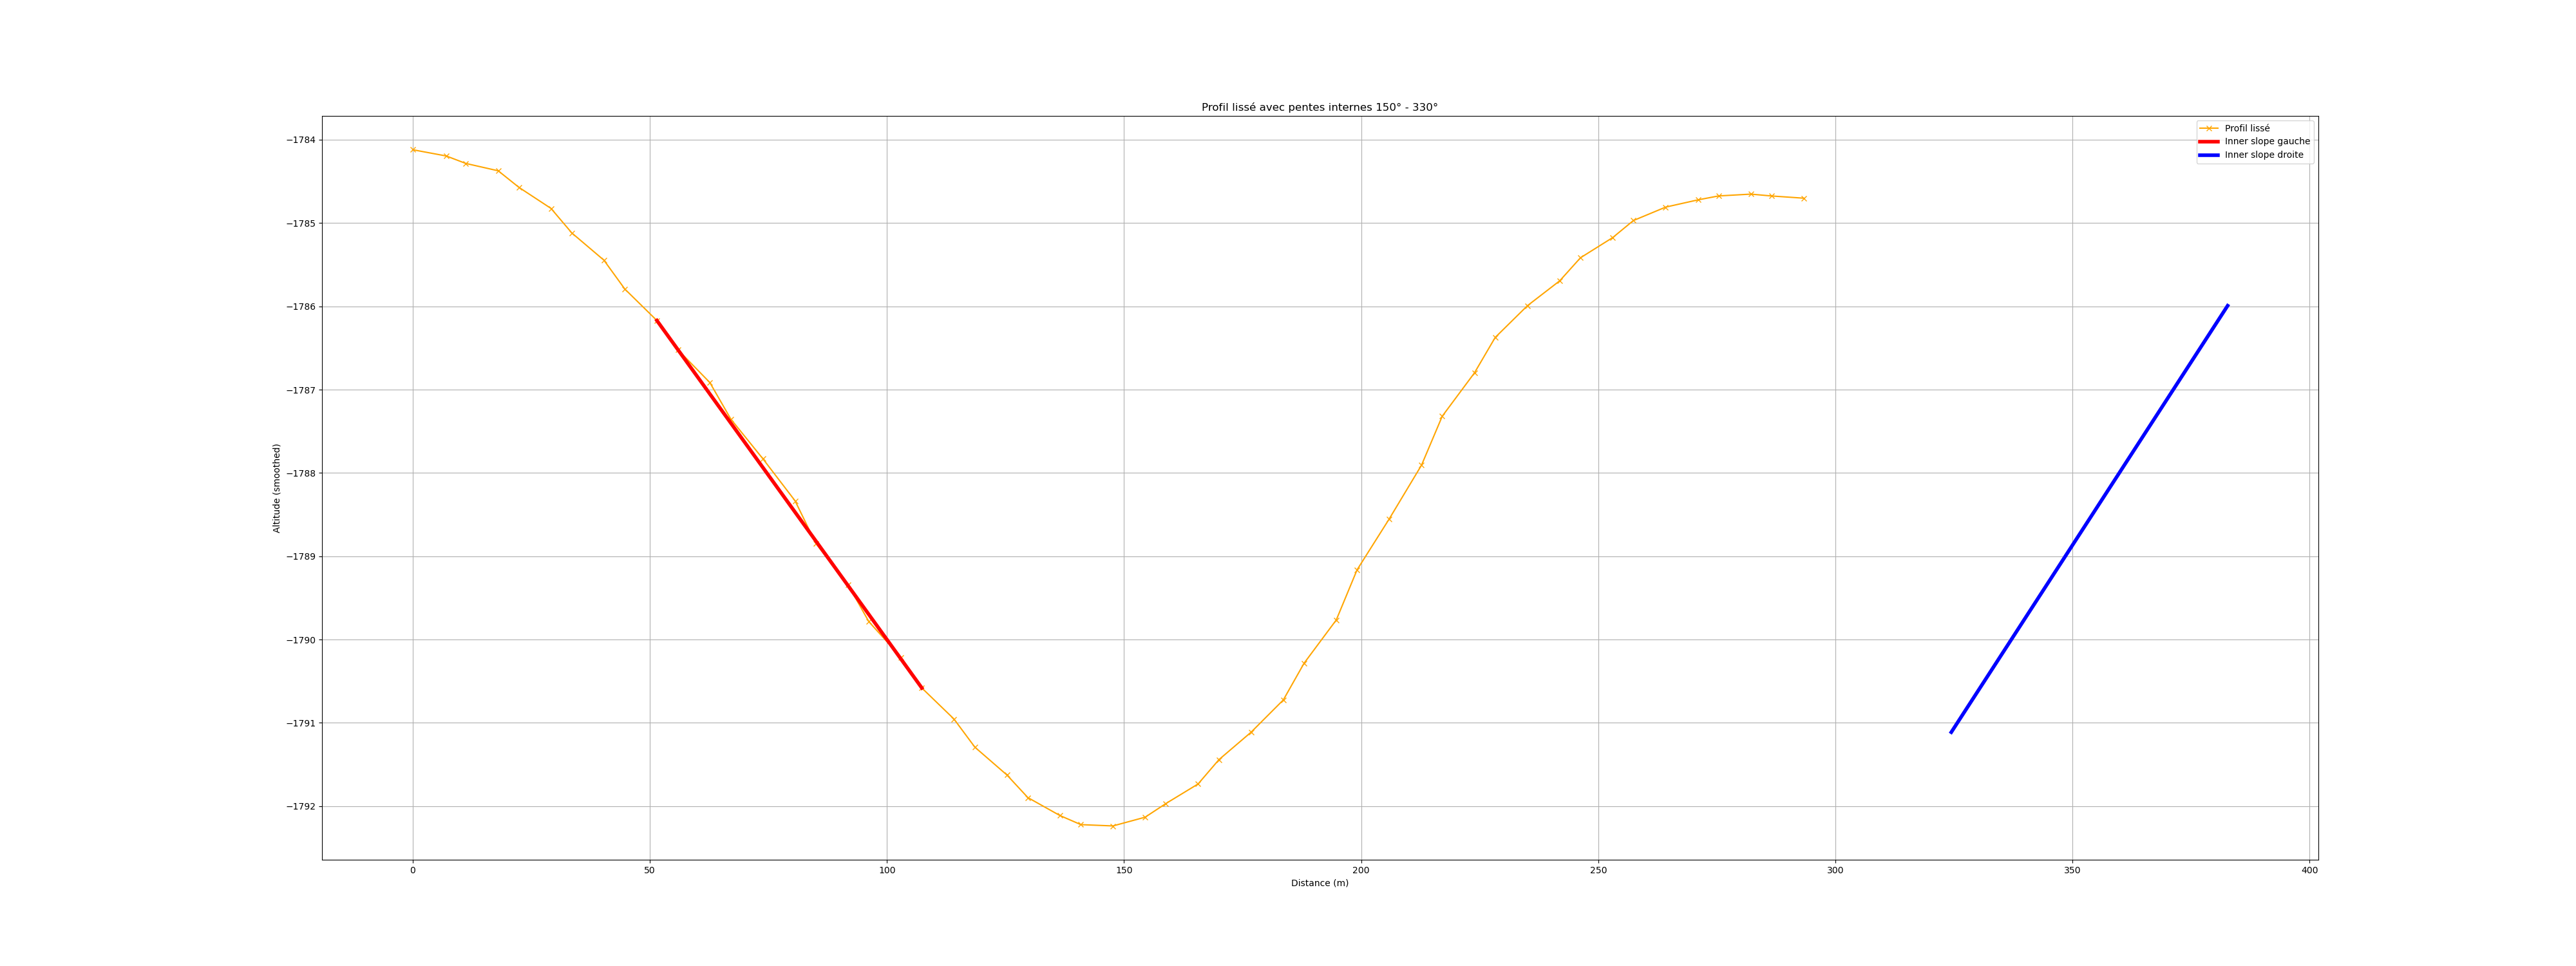 Profil lissé avec pentes internes 150° - 330°
Profil lissé
Inner slope gauche
Inner slope droite
Altitude (smoothed)
−1784
−1785
−1786
−1787
−1788
−1789
−1790
−1791
−1792
0 50 100 150 200 250 300 350 400
Distance (m)